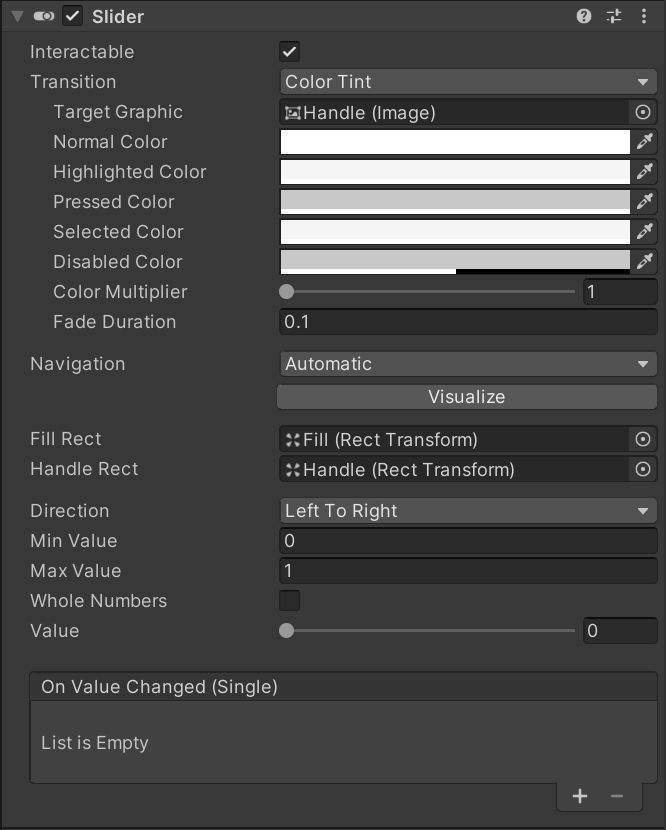 Slider
Interactable
Transition Color Tint
Target Graphic Handle (Image)
Normal Color
Highlighted Color
Pressed Color
Selected Color
Disabled Color
Color Multiplier 1
Fade Duration 0.1
Navigation Automatic
Visualize
Fill Rect Fill (Rect Transform)
Handle Rect Handle (Rect Transform)
Direction Left To Right
Min Value 0
Max Value 1
Whole Numbers
Value 0
On Value Changed (Single)
List is Empty